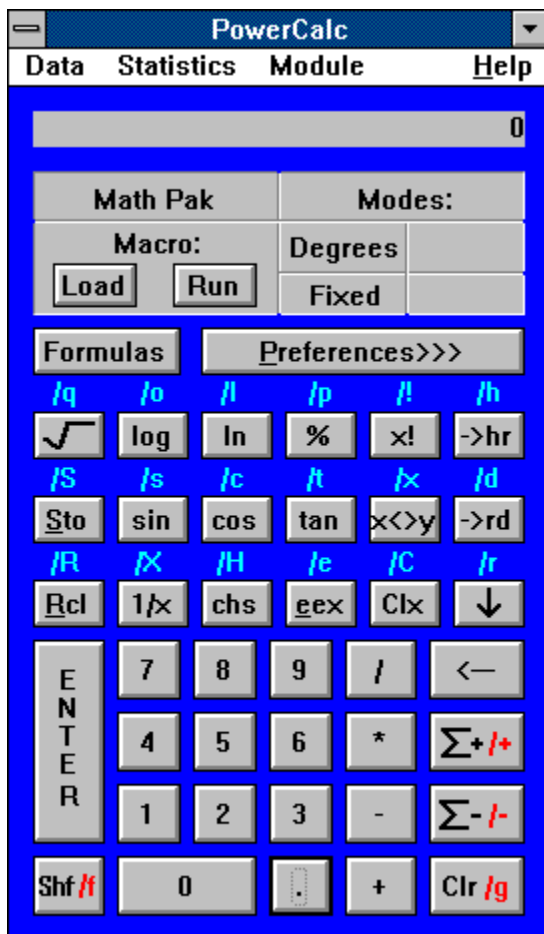 PowerCalc
Data Statistics Module Help
0
Math Pak Modes:
Macro: Degrees
Load Run Fixed
Formulas Preferences>>>
/q /o /l /p /! /h
√ log ln % x! ->hr
/S /s /c /t /x /d
Sto sin cos tan x<>y ->rd
/R /X /H /e /C /r
Rcl 1/x chs eex Clx ↓
ENTER 7 8 9 / <—
4 5 6 * Σ+/+
1 2 3 - Σ-/-
Shf/f 0 . + Clr/g